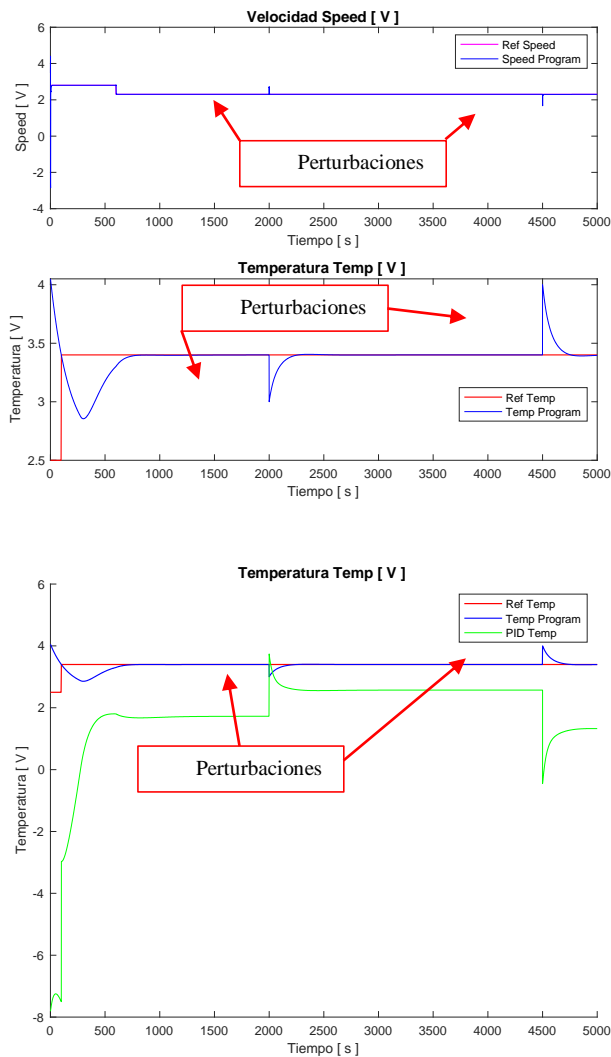 Velocidad Speed [ V ]
6
4
2
0
-2
-4
Speed [ V ]
Ref Speed
Speed Program
Perturbaciones
0 500 1000 1500 2000 2500 3000 3500 4000 4500 5000
Tiempo [ s ]
Temperatura Temp [ V ]
4
3.5
3
2.5
Temperatura [ V ]
Perturbaciones
Ref Temp
Temp Program
0 500 1000 1500 2000 2500 3000 3500 4000 4500 5000
Tiempo [ s ]
Temperatura Temp [ V ]
6
4
2
0
-2
-4
-6
-8
Temperatura [ V ]
Ref Temp
Temp Program
PID Temp
Perturbaciones
0 500 1000 1500 2000 2500 3000 3500 4000 4500 5000
Tiempo [ s ]